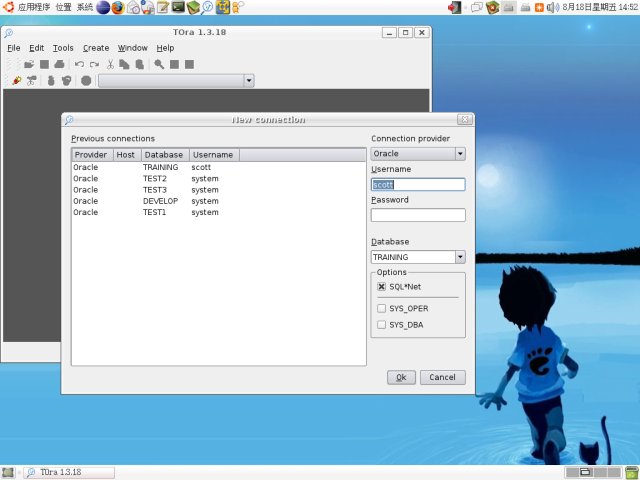 应用程序 位置 系统
8月18日星期五 14:52
TOra 1.3.18
File Edit Tools Create Window Help
New connection
Previous connections
Provider Host Database Username
Oracle TRAINING scott
Oracle TEST2 system
Oracle TEST3 system
Oracle DEVELOP system
Oracle TEST1 system
Connection provider
Oracle
Username
scott
Password
Database
TRAINING
Options
SQL*Net
SYS_OPER
SYS_DBA
Ok Cancel
TOra 1.3.18